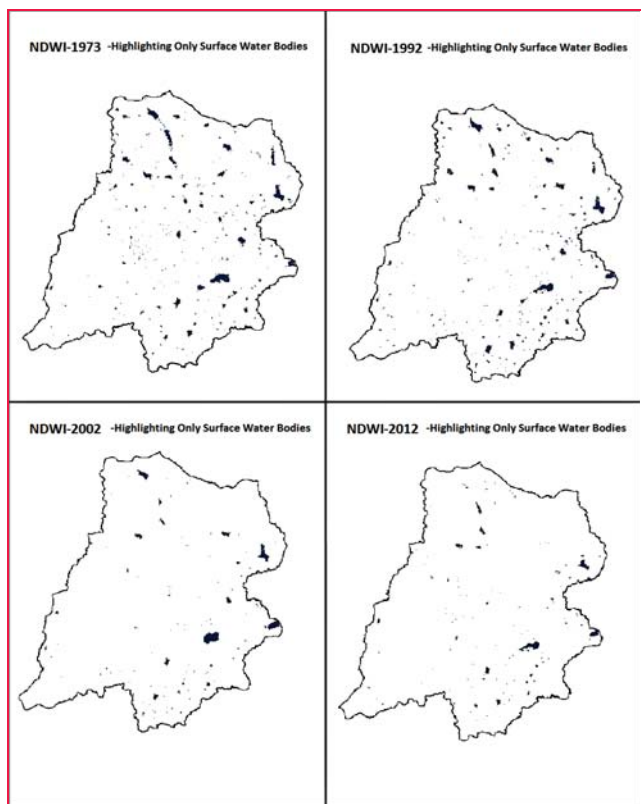 NDWI-1973 -Highlighting Only Surface Water Bodies
NDWI-1992 -Highlighting Only Surface Water Bodies
NDWI-2002 -Highlighting Only Surface Water Bodies
NDWI-2012 -Highlighting Only Surface Water Bodies